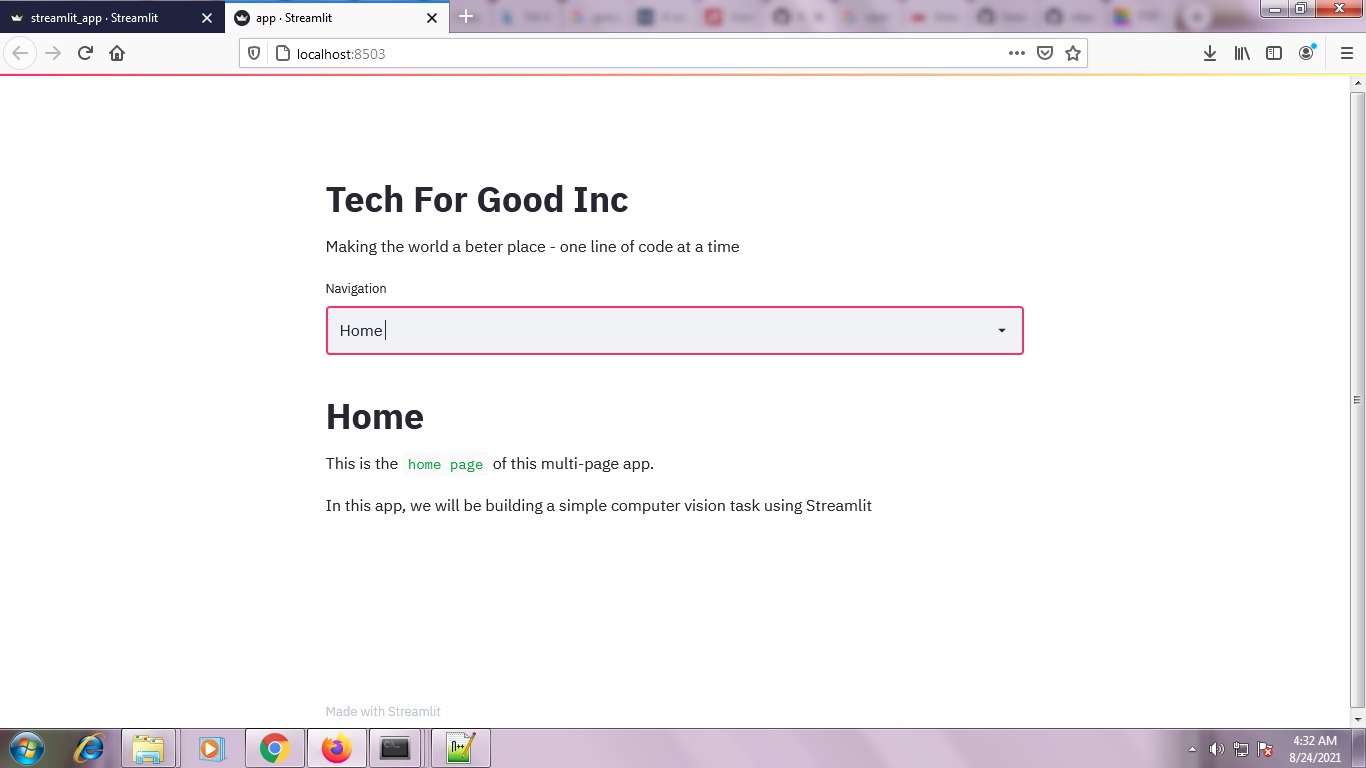 streamlit_app · Streamlit
app · Streamlit
localhost:8503
Tech For Good Inc
Making the world a beter place - one line of code at a time
Navigation
Home
Home
This is the home page of this multi-page app.
In this app, we will be building a simple computer vision task using Streamlit
Made with Streamlit
4:32 AM
8/24/2021